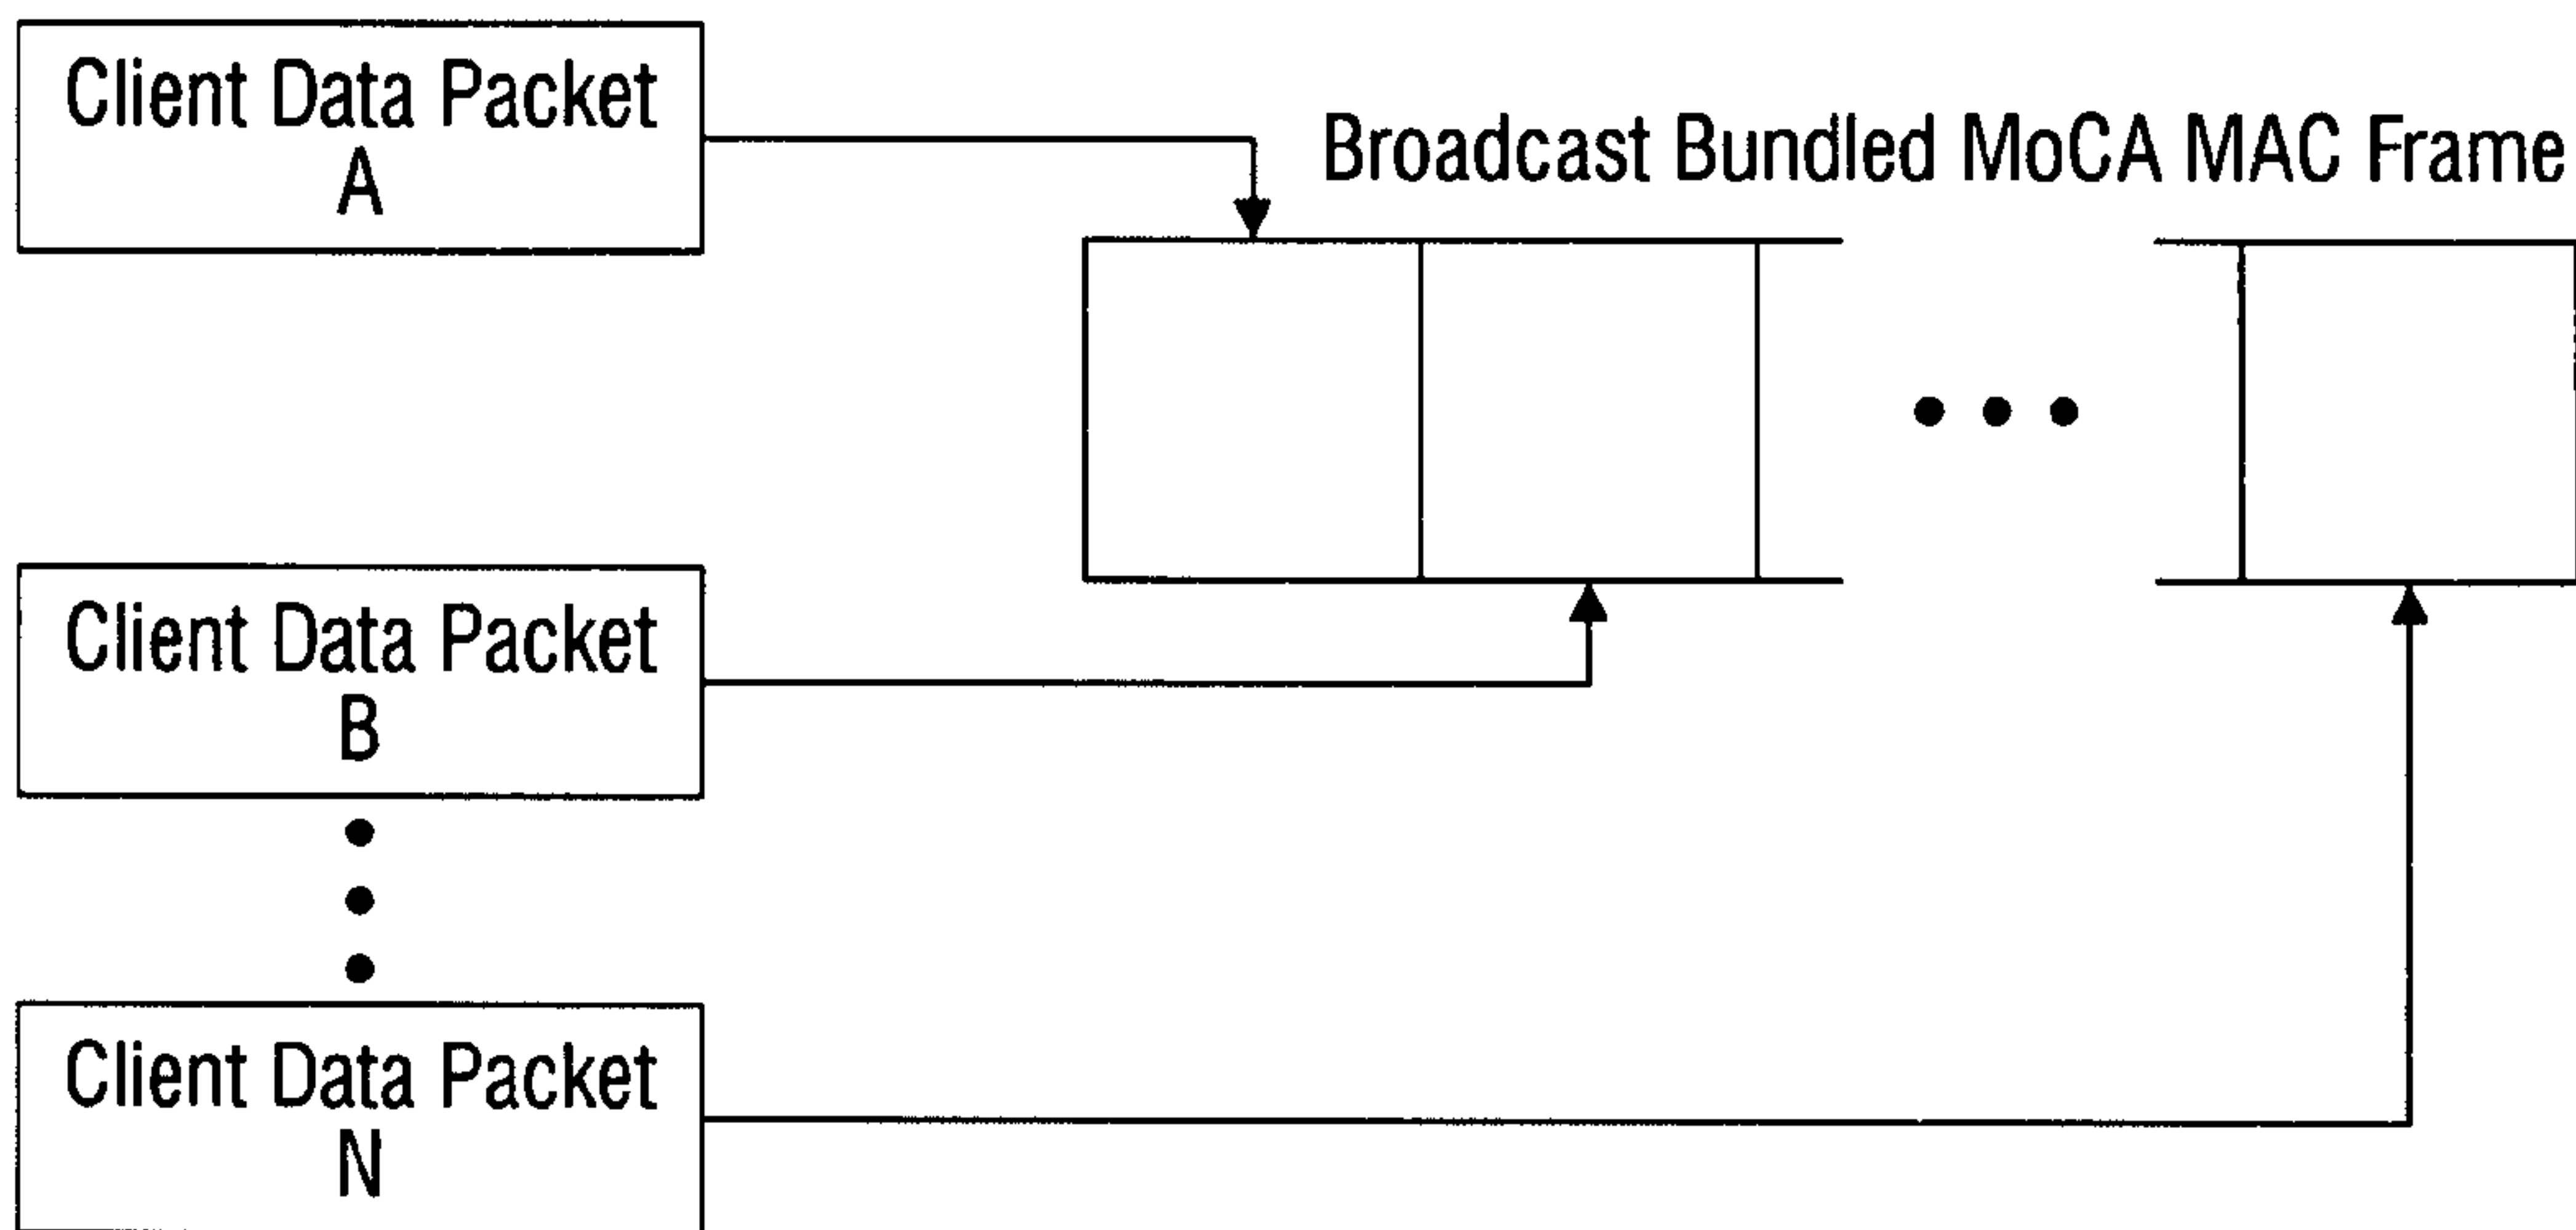 Client Data Packet
A
Broadcast Bundled MoCA MAC Frame
Client Data Packet
B
Client Data Packet
N